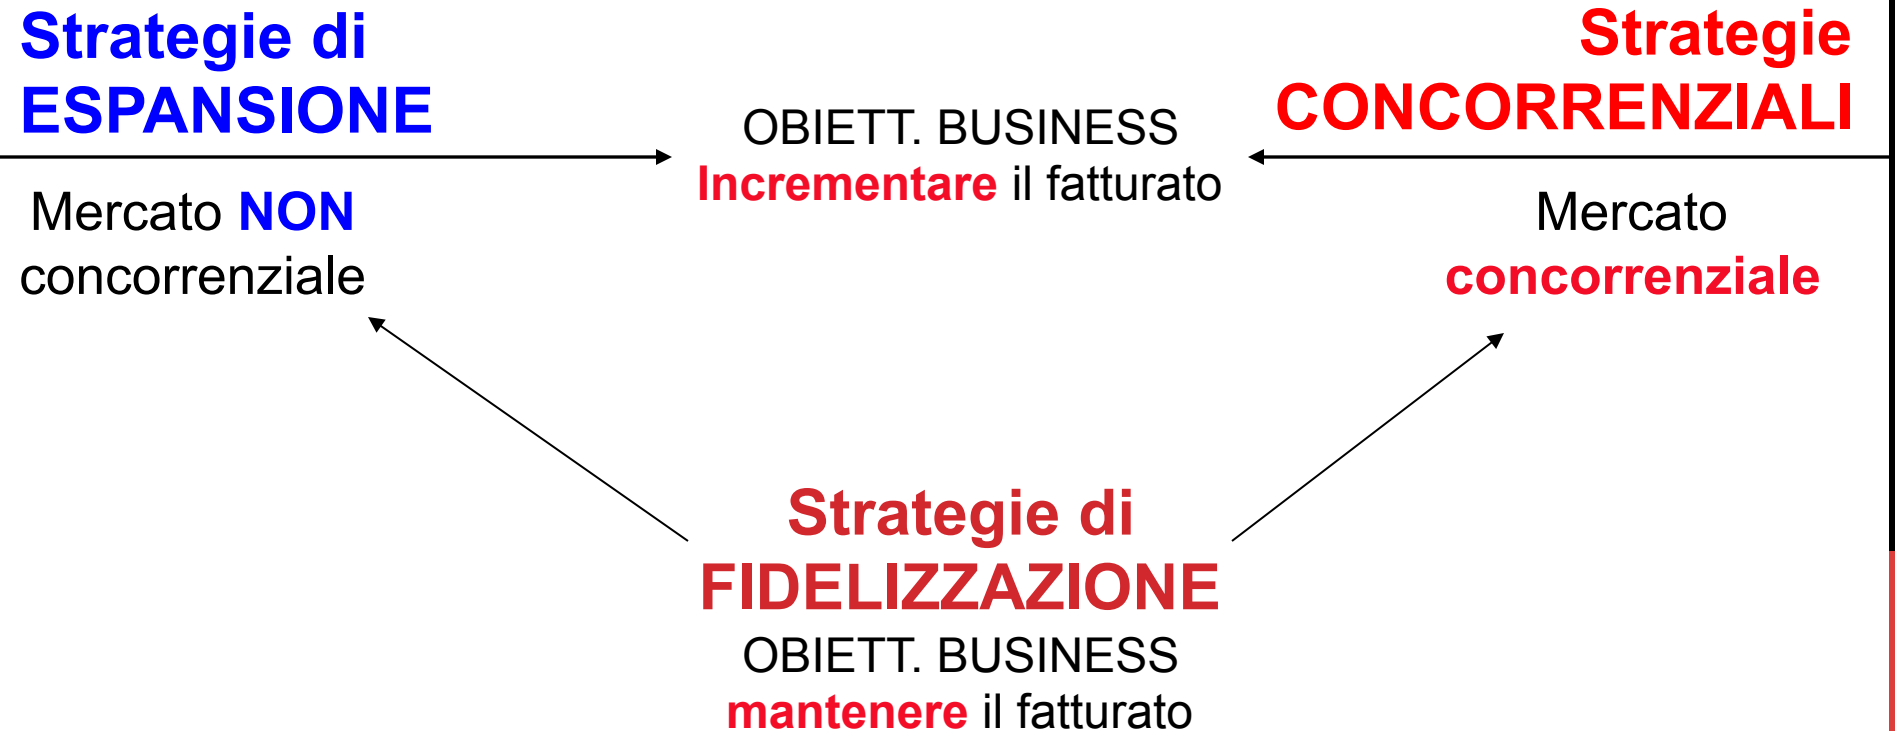 Strategie di
ESPANSIONE
Mercato NON
concorrenziale
OBIETT. BUSINESS
Incrementare il fatturato
Strategie
CONCORRENZIALI
Mercato
concorrenziale
Strategie di
FIDELIZZAZIONE
OBIETT. BUSINESS
mantenere il fatturato